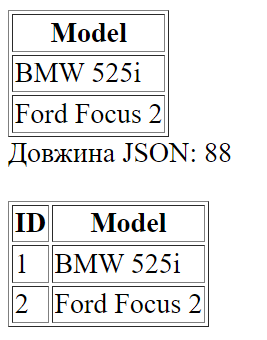 Model
BMW 525i
Ford Focus 2
Довжина JSON: 88
ID Model
1 BMW 525i
2 Ford Focus 2